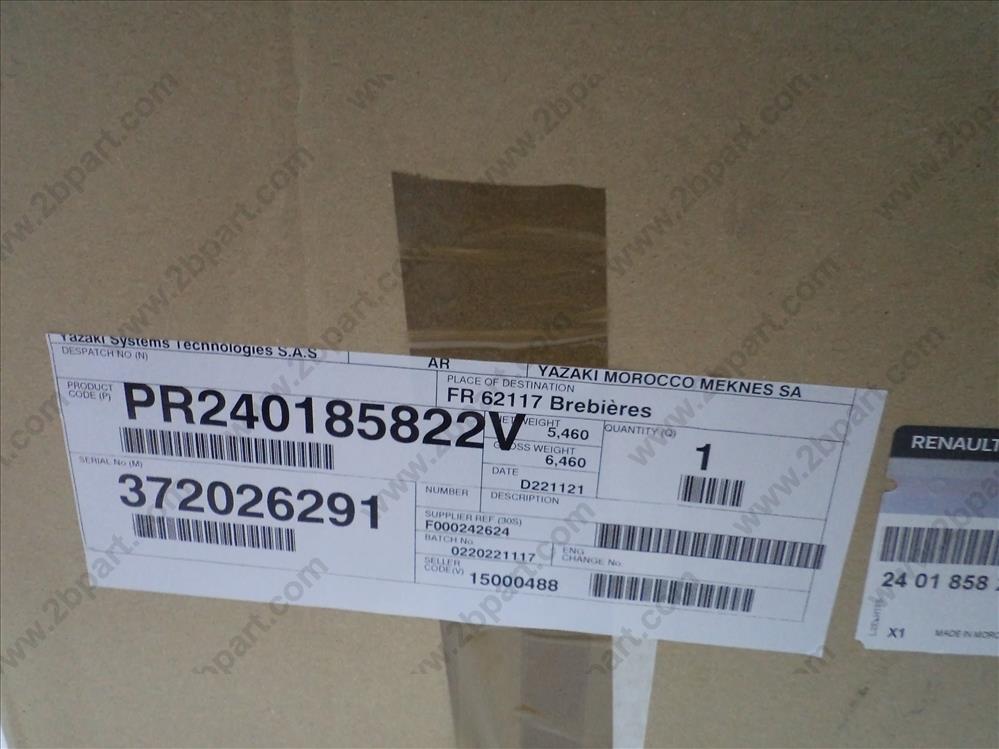 Yazaki Systems Technologies S.A.S
AR
YAZAKI MOROCCO MEKNES SA
DESPATCH NO (N)
PLACE OF DESTINATION
FR 62117 Brebières
PRODUCT
CODE (P)
PR240185822V
NET WEIGHT
5,460
GROSS WEIGHT
6,460
QUANTITY (Q)
1
DATE
D221121
SERIAL No (M)
372026291
NUMBER
DESCRIPTION
SUPPLIER REF (30S)
F000242624
BATCH No
0220221117
ENG
CHANGE No.
SELLER
CODE(V)
15000488
RENAULT
24 01 858
X1
MADE IN MOROC
www.2bpart.com